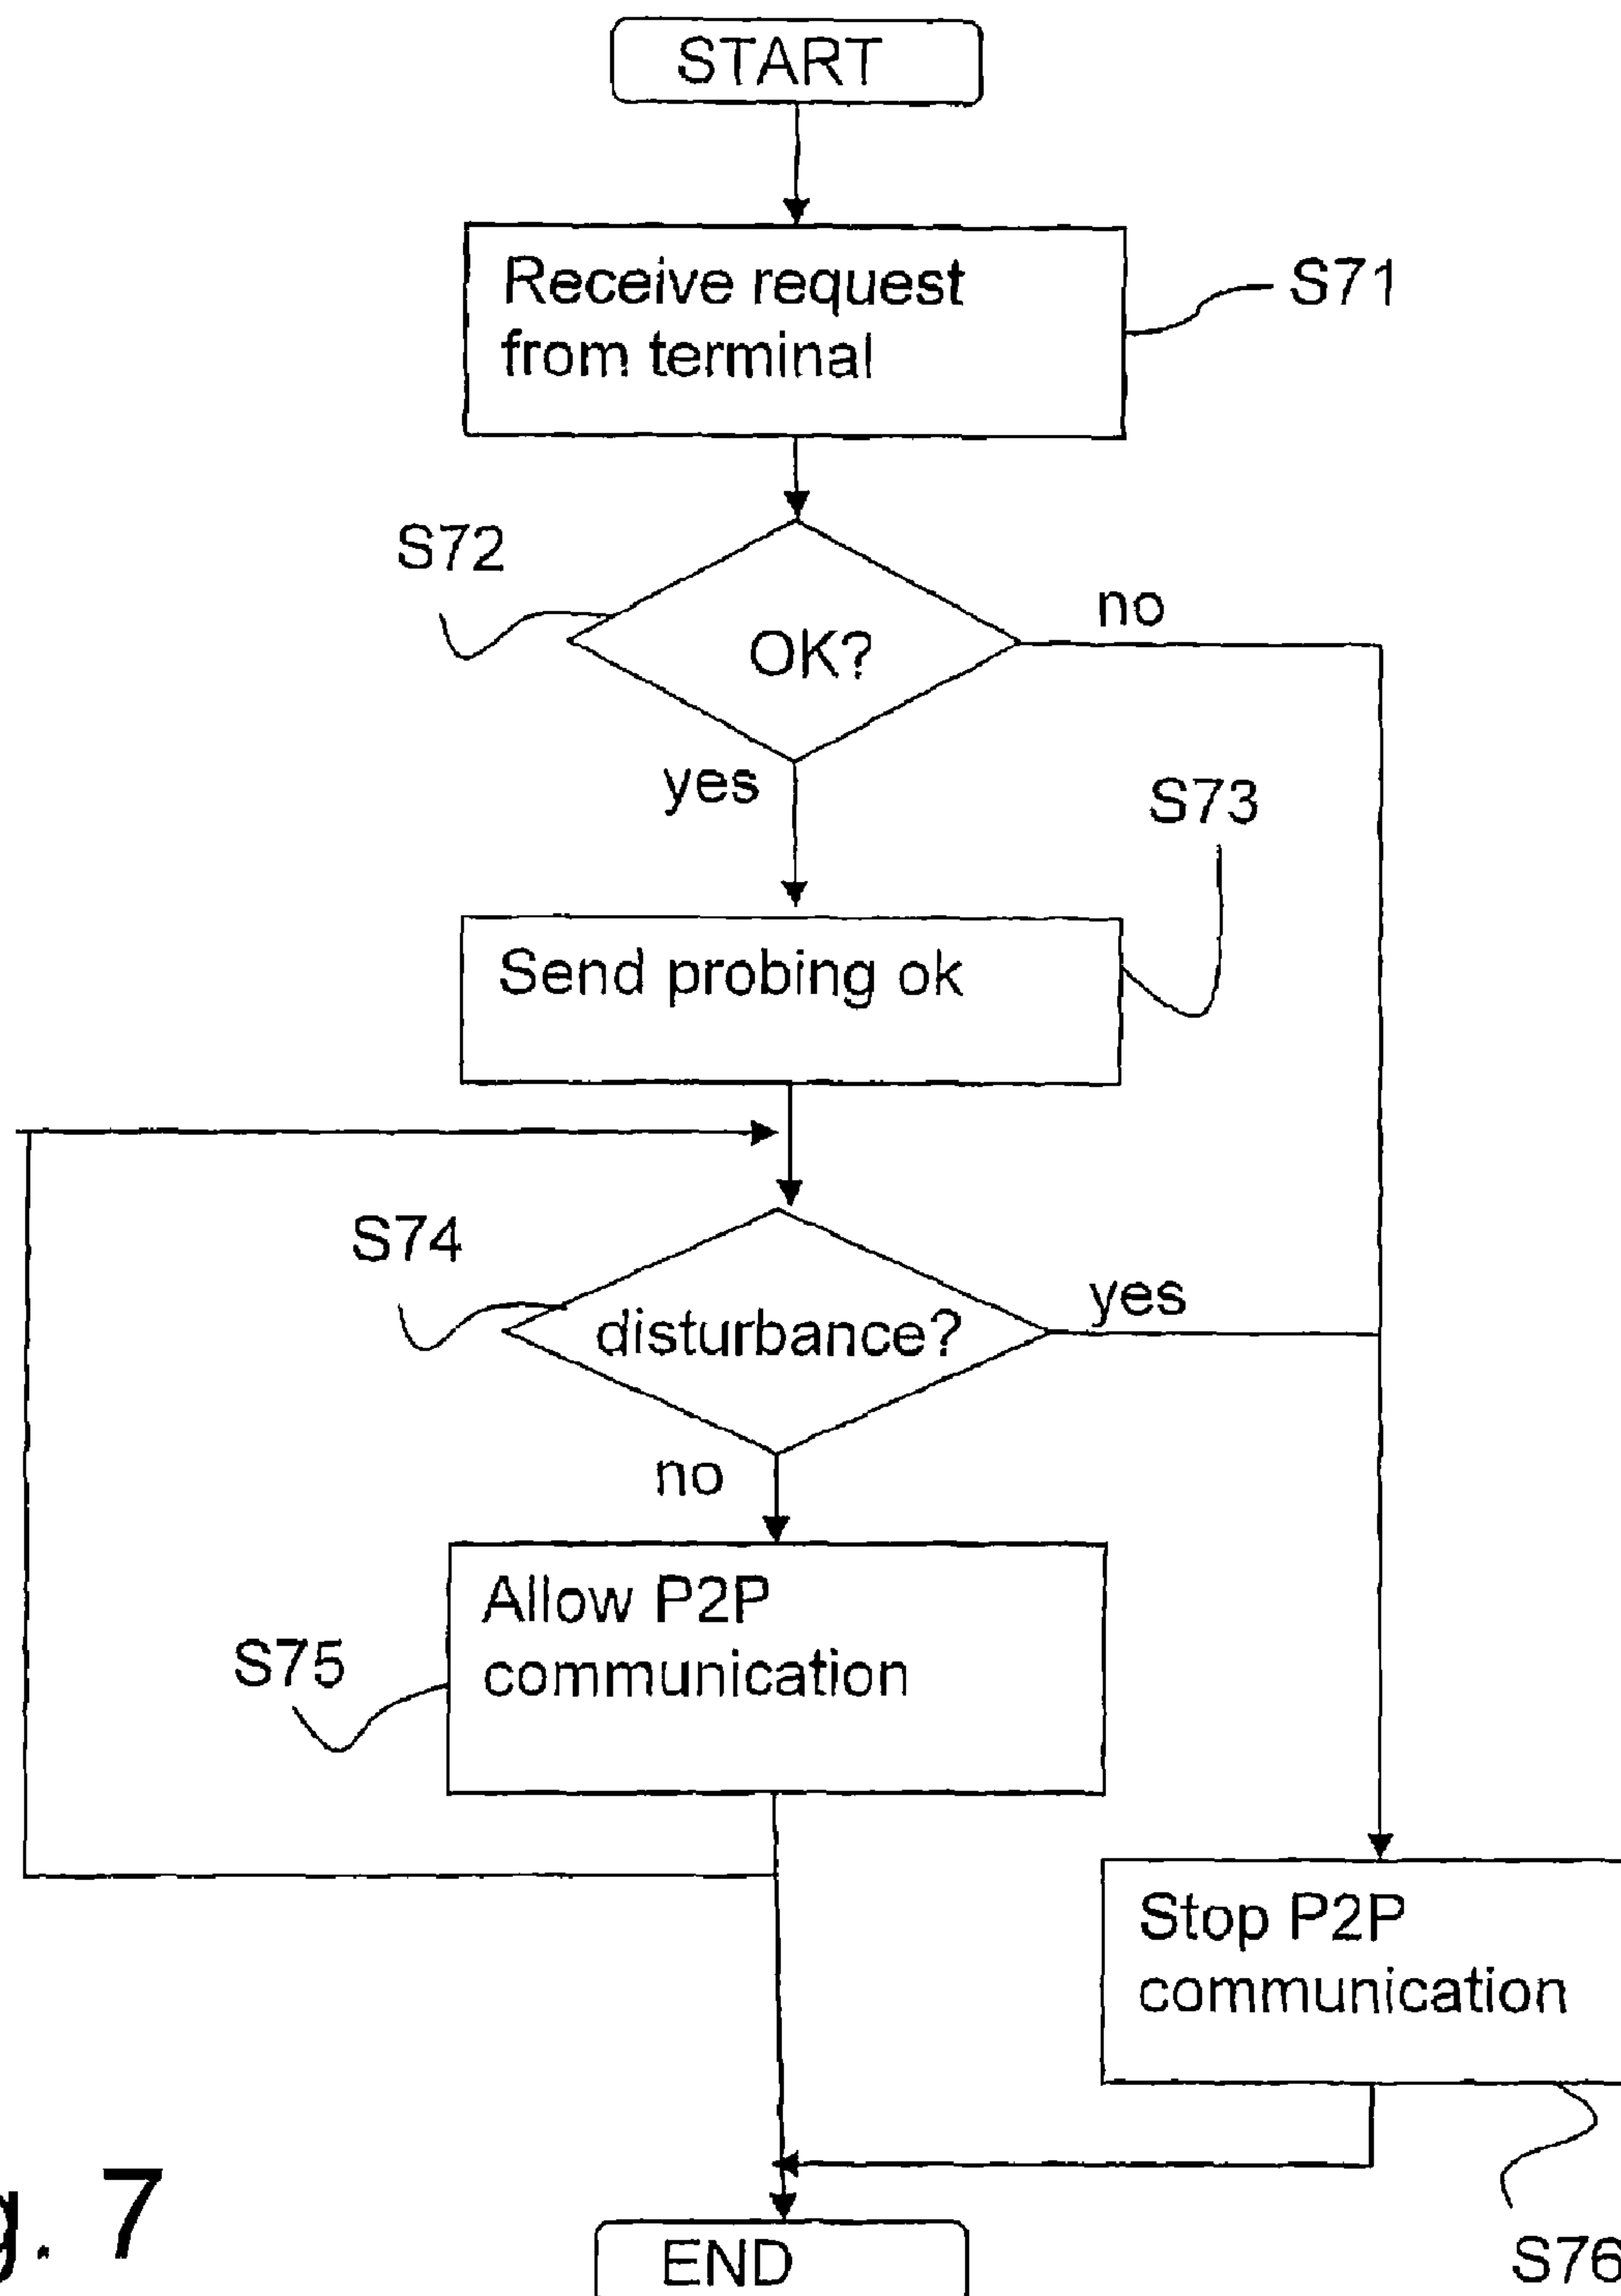 START
Receive request
from terminal
S71
S72
OK?
no
yes
S73
Send probing ok
S74
disturbance?
yes
no
Allow P2P
communication
S75
Stop P2P
communication
S76
END
7